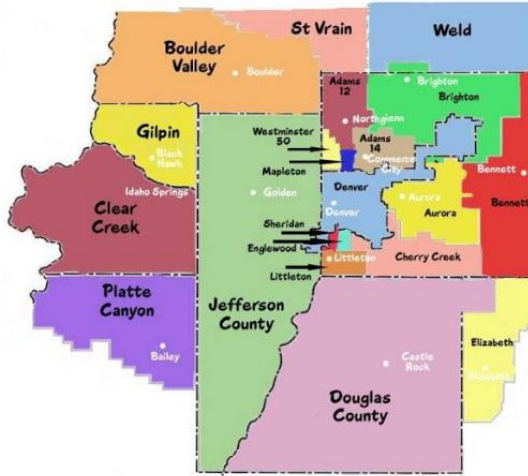 St Vrain
Weld
Boulder
Valley
Boulder
Adams
12
Brighton
Brighton
Northglenn
Gilpin
Westminster
50
Adams
14
Black
Hawk
Commerce
City
Mapleton
Bennett
Idaho Springs
Golden
Denver
Aurora
Clear
Creek
Denver
Aurora
Bennett
Sheridan
Englewood
Littleton
Cherry Creek
Littleton
Platte
Canyon
Jefferson
County
Elizabeth
Bailey
Castle
Rock
Elizabeth
Douglas
County